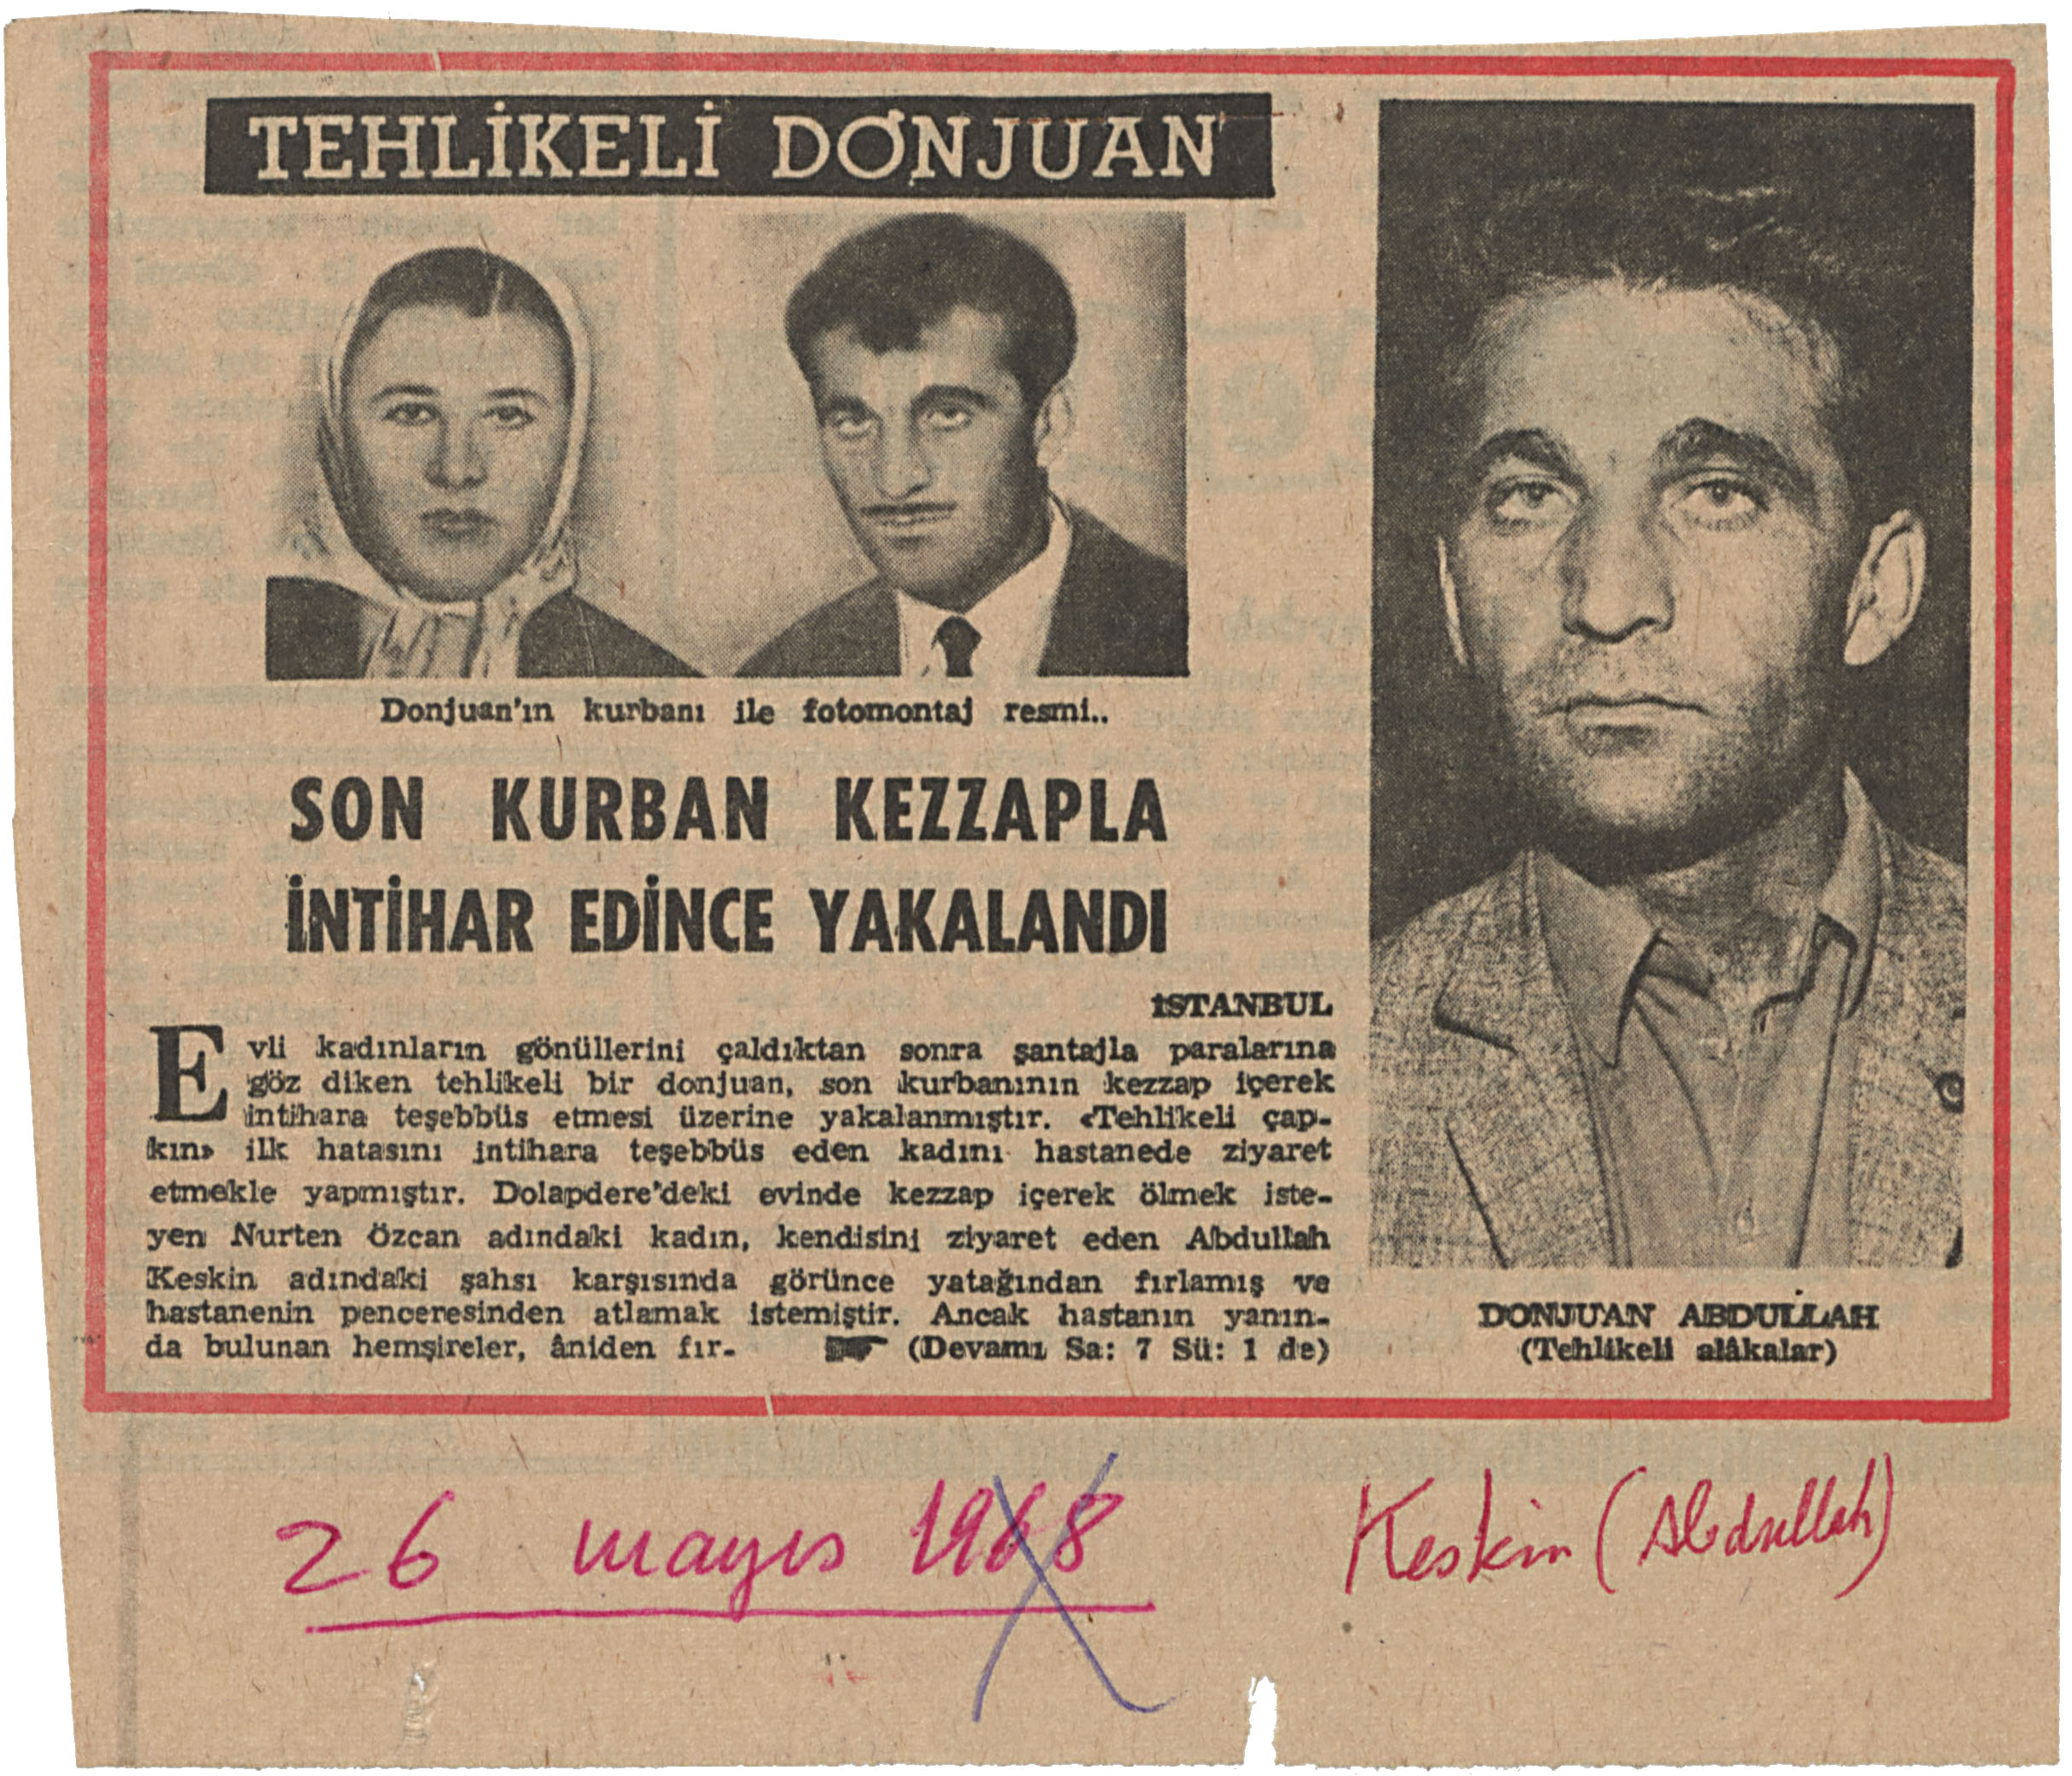 TEHLİKELİ DONJUAN
Donjuan'ın kurbanı ile fotomontaj resmi..
SON KURBAN KEZZAPLA
İNTİHAR EDİNCE YAKALANDI
İSTANBUL
Evli kadınların gönüllerini çaldıktan sonra şantajla paralarına
göz diken tehlikeli bir donjuan, son kurbanının kezzap içerek
intihara teşebbüs etmesi üzerine yakalanmıştır. «Tehlikeli çap-
kın» ilk hatasını intihara teşebbüs eden kadını hastanede ziyaret
etmekle yapmıştır. Dolapdere'deki evinde kezzap içerek ölmek iste-
yen Nurten Özcan adındaki kadın, kendisini ziyaret eden Abdullah
Keskin adındaki şahsı karşısında görünce yatağından fırlamış ve
hastanenin penceresinden atlamak istemiştir. Ancak hastanın yanın-
da bulunan hemşireler, âniden fır- (Devamı Sa: 7 Sü: 1 de)
DONJUAN ABDULLAH
(Tehlikeli alâkalar)
26 mayıs 1968
Keskin (Abdullah)